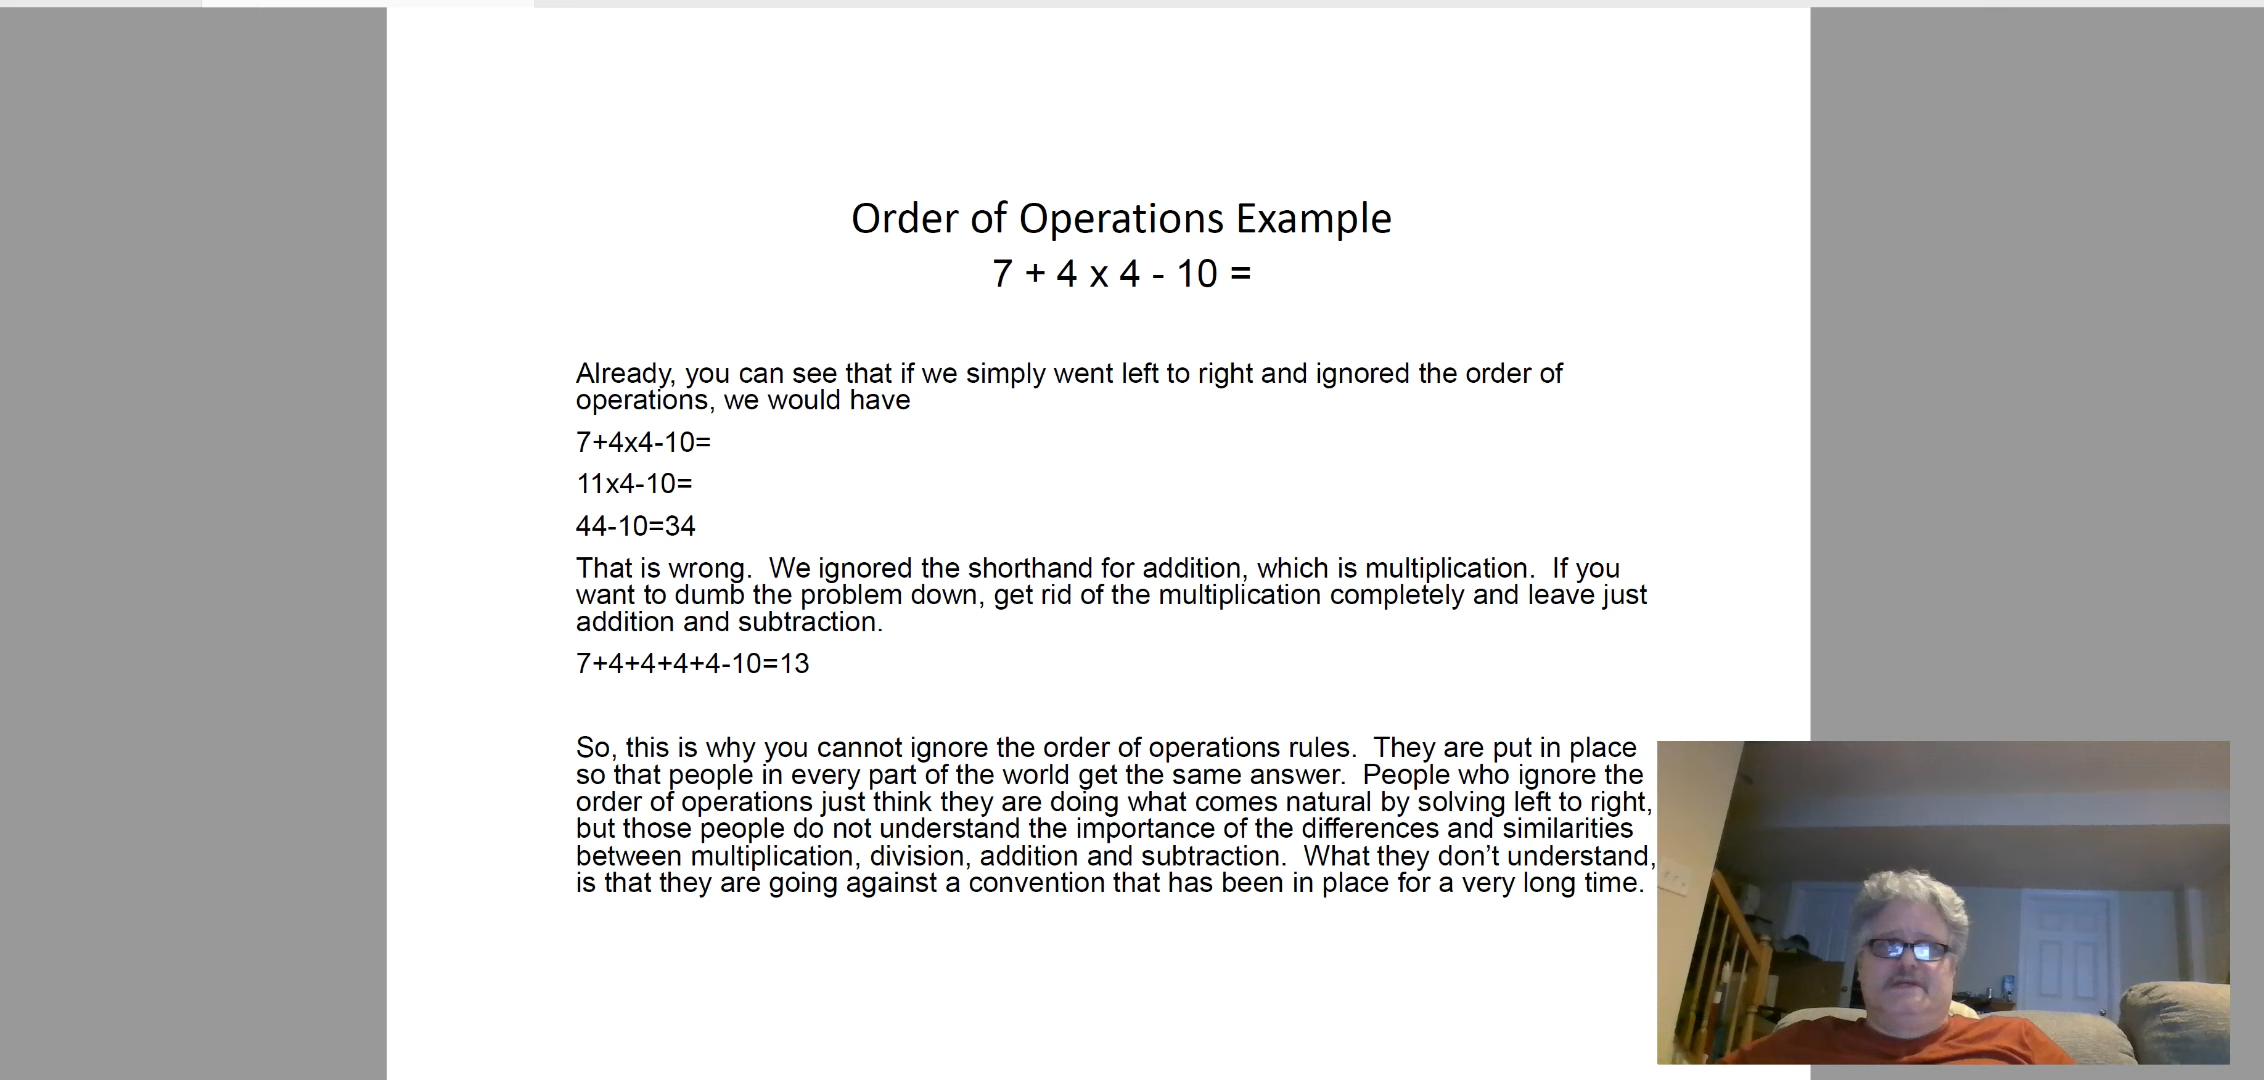 Order of Operations Example
7 + 4 x 4 - 10 =
Already, you can see that if we simply went left to right and ignored the order of
operations, we would have
7+4x4-10=
11x4-10=
44-10=34
That is wrong.  We ignored the shorthand for addition, which is multiplication.  If you
want to dumb the problem down, get rid of the multiplication completely and leave just
addition and subtraction.
7+4+4+4+4-10=13
So, this is why you cannot ignore the order of operations rules.  They are put in place
so that people in every part of the world get the same answer.  People who ignore the
order of operations just think they are doing what comes natural by solving left to right,
but those people do not understand the importance of the differences and similarities
between multiplication, division, addition and subtraction.  What they don’t understand,
is that they are going against a convention that has been in place for a very long time.